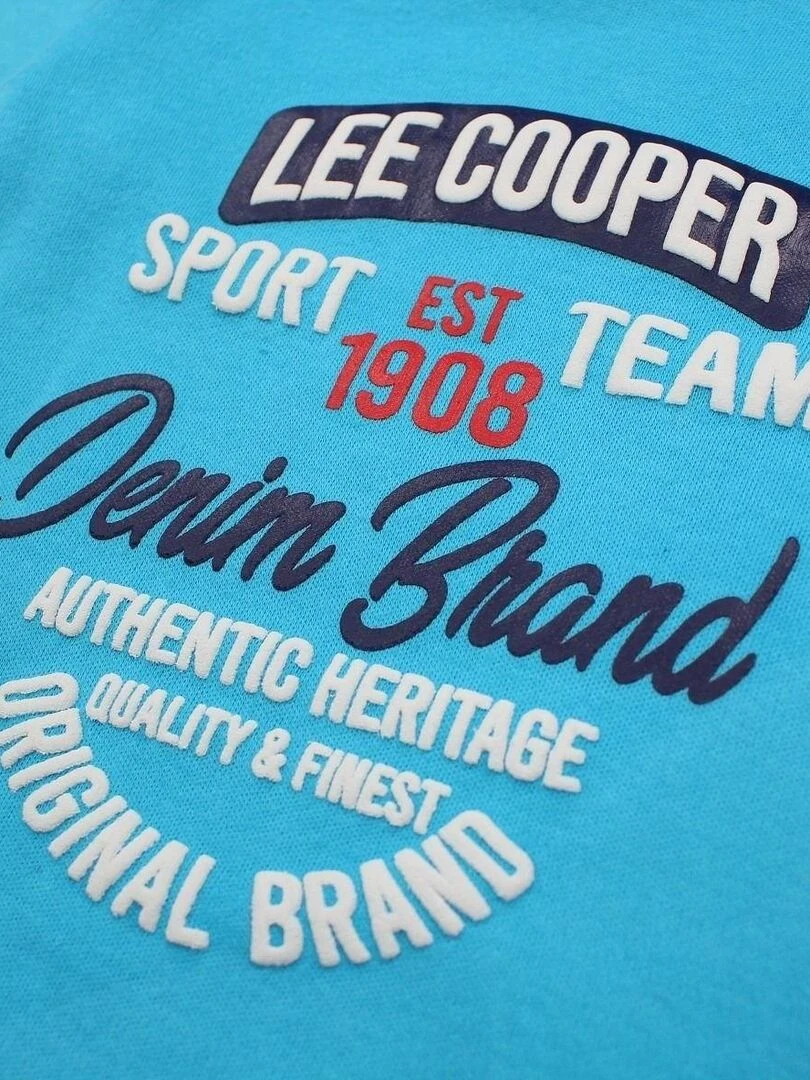 LEE COOPER
SPORT EST TEAM
1908
Denim Brand
AUTHENTIC HERITAGE
QUALITY & FINEST
ORIGINAL BRAND